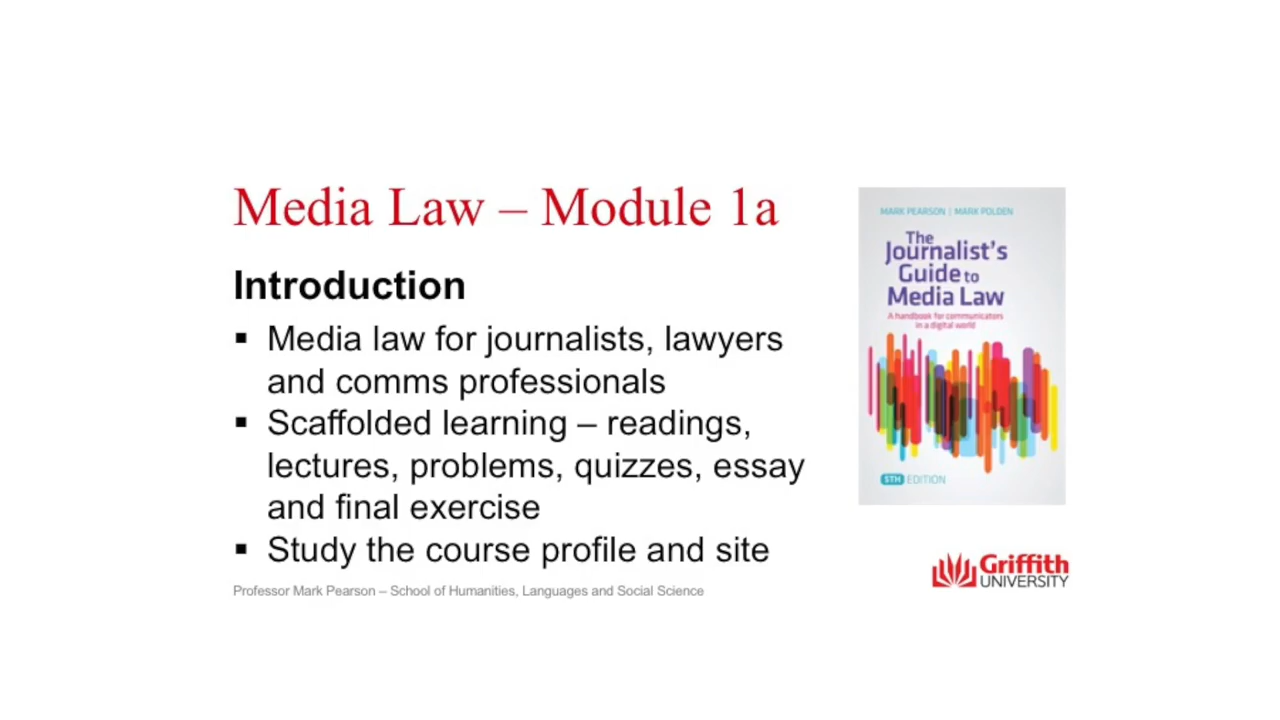 Media Law – Module 1a
Introduction
▪ Media law for journalists, lawyers
and comms professionals
▪ Scaffolded learning – readings,
lectures, problems, quizzes, essay
and final exercise
▪ Study the course profile and site
Professor Mark Pearson – School of Humanities, Languages and Social Science
MARK PEARSON | MARK POLDEN
The
Journalist's
Guide to
Media Law
A handbook for communicators
in a digital world
5TH EDITION
Griffith
UNIVERSITY